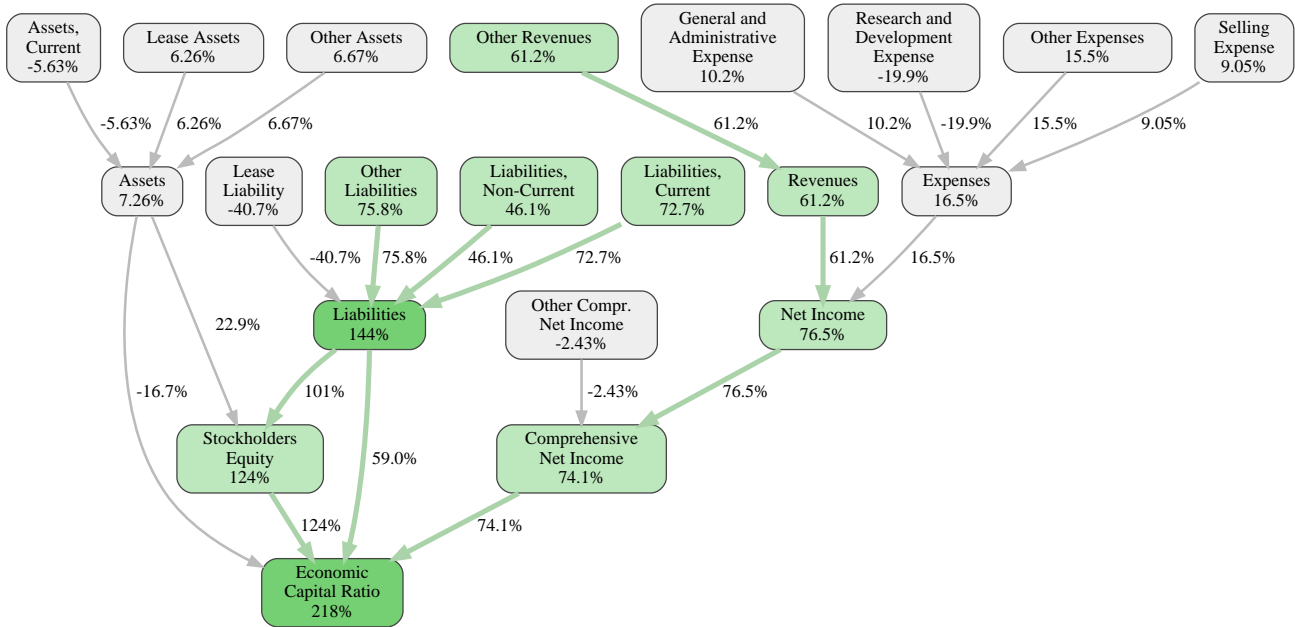 Assets,
Current
-5.63%
Lease Assets
6.26%
Other Assets
6.67%
Other Revenues
61.2%
General and
Administrative
Expense
10.2%
Research and
Development
Expense
-19.9%
Other Expenses
15.5%
Selling
Expense
9.05%
-5.63%
6.26%
6.67%
61.2%
10.2%
-19.9%
15.5%
9.05%
Assets
7.26%
Lease
Liability
-40.7%
Other
Liabilities
75.8%
Liabilities,
Non-Current
46.1%
Liabilities,
Current
72.7%
Revenues
61.2%
Expenses
16.5%
-40.7%
75.8%
46.1%
72.7%
61.2%
16.5%
22.9%
Liabilities
144%
Other Compr.
Net Income
-2.43%
Net Income
76.5%
-16.7%
101%
-2.43%
76.5%
Stockholders
Equity
124%
59.0%
Comprehensive
Net Income
74.1%
124%
74.1%
Economic
Capital Ratio
218%